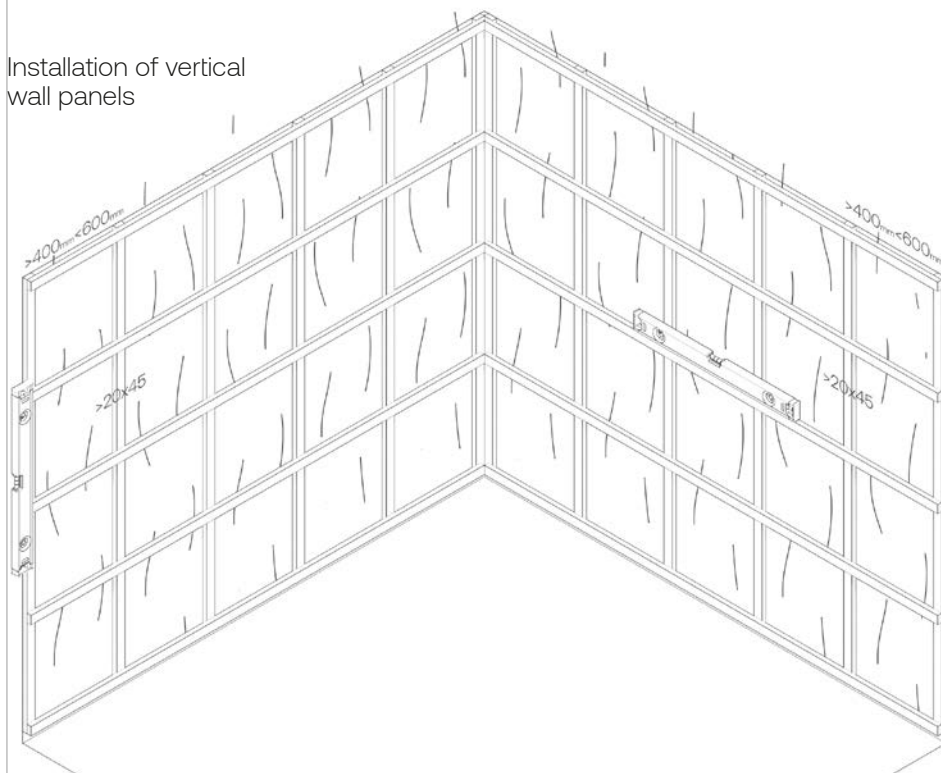 Installation of vertical
wall panels
>400mm<600mm
>400mm<600mm
>20x45
>20x45